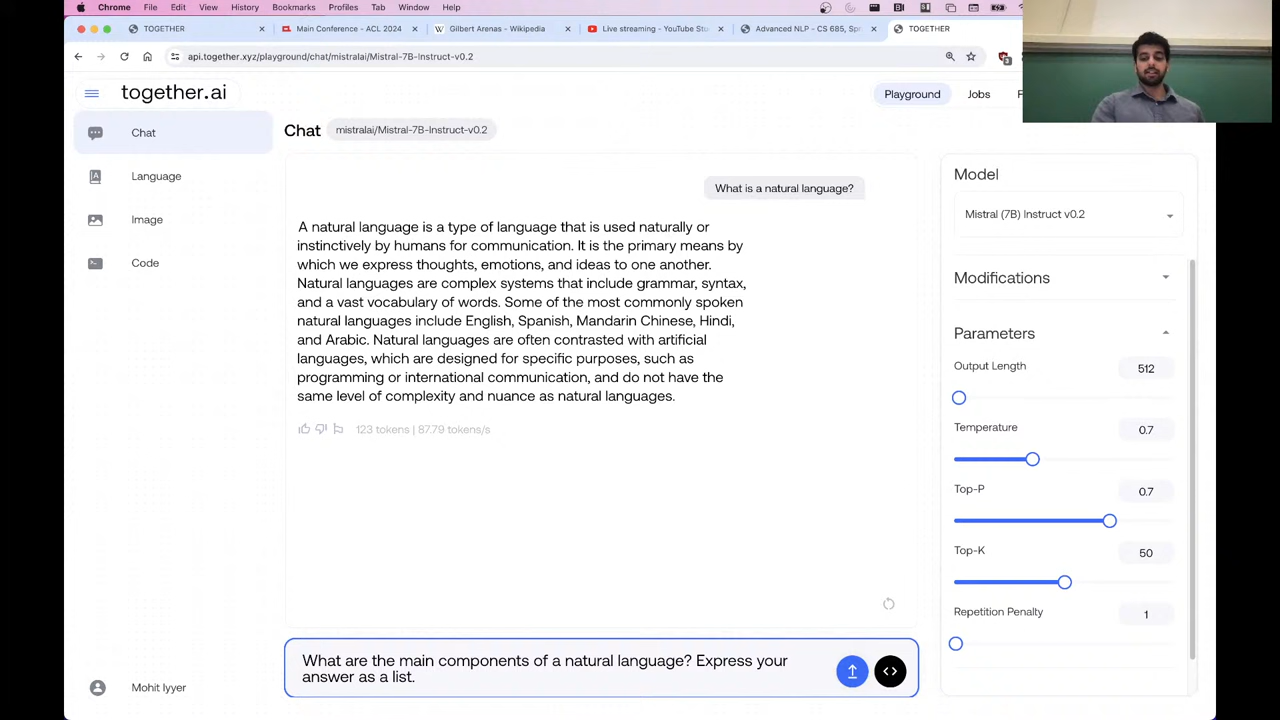 Chrome File Edit View History Bookmarks Profiles Tab Window Help
TOGETHER
Main Conference - ACL 2024
Gilbert Arenas - Wikipedia
Live streaming - YouTube Stu
Advanced NLP - CS 685, Spr
TOGETHER
api.together.xyz/playground/chat/mistralai/Mistral-7B-Instruct-v0.2
3
together.ai
Playground
Jobs
F
Chat
Language
Image
Code
Mohit Iyyer
Chat
mistralai/Mistral-7B-Instruct-v0.2
What is a natural language?
A natural language is a type of language that is used naturally or
instinctively by humans for communication. It is the primary means by
which we express thoughts, emotions, and ideas to one another.
Natural languages are complex systems that include grammar, syntax,
and a vast vocabulary of words. Some of the most commonly spoken
natural languages include English, Spanish, Mandarin Chinese, Hindi,
and Arabic. Natural languages are often contrasted with artificial
languages, which are designed for specific purposes, such as
programming or international communication, and do not have the
same level of complexity and nuance as natural languages.
123 tokens | 87.79 tokens/s
What are the main components of a natural language? Express your
answer as a list.
Model
Mistral (7B) Instruct v0.2
Modifications
Parameters
Output Length
512
Temperature
0.7
Top-P
0.7
Top-K
50
Repetition Penalty
1